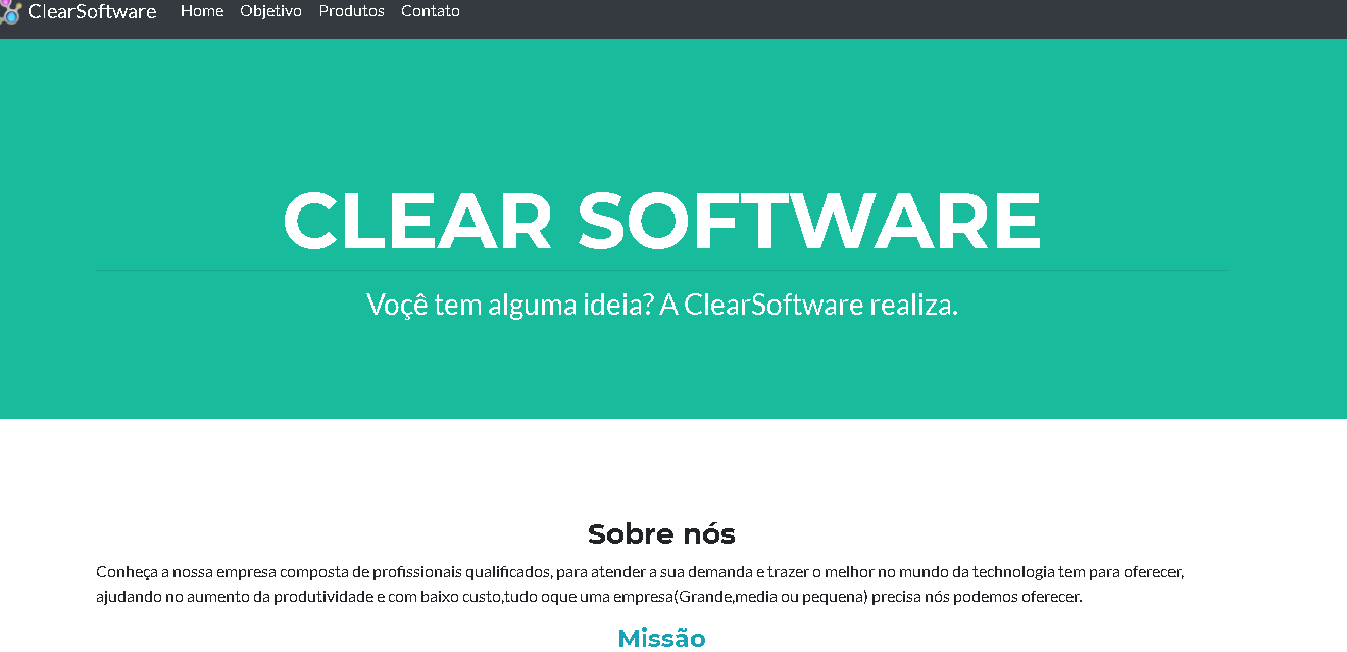 ClearSoftware Home Objetivo Produtos Contato
CLEAR SOFTWARE
Voçê tem alguma ideia? A ClearSoftware realiza.
Sobre nós
Conheça a nossa empresa composta de profissionais qualificados, para atender a sua demanda e trazer o melhor no mundo da technologia tem para oferecer,
ajudando no aumento da produtividade e com baixo custo,tudo oque uma empresa(Grande,media ou pequena) precisa nós podemos oferecer.
Missão